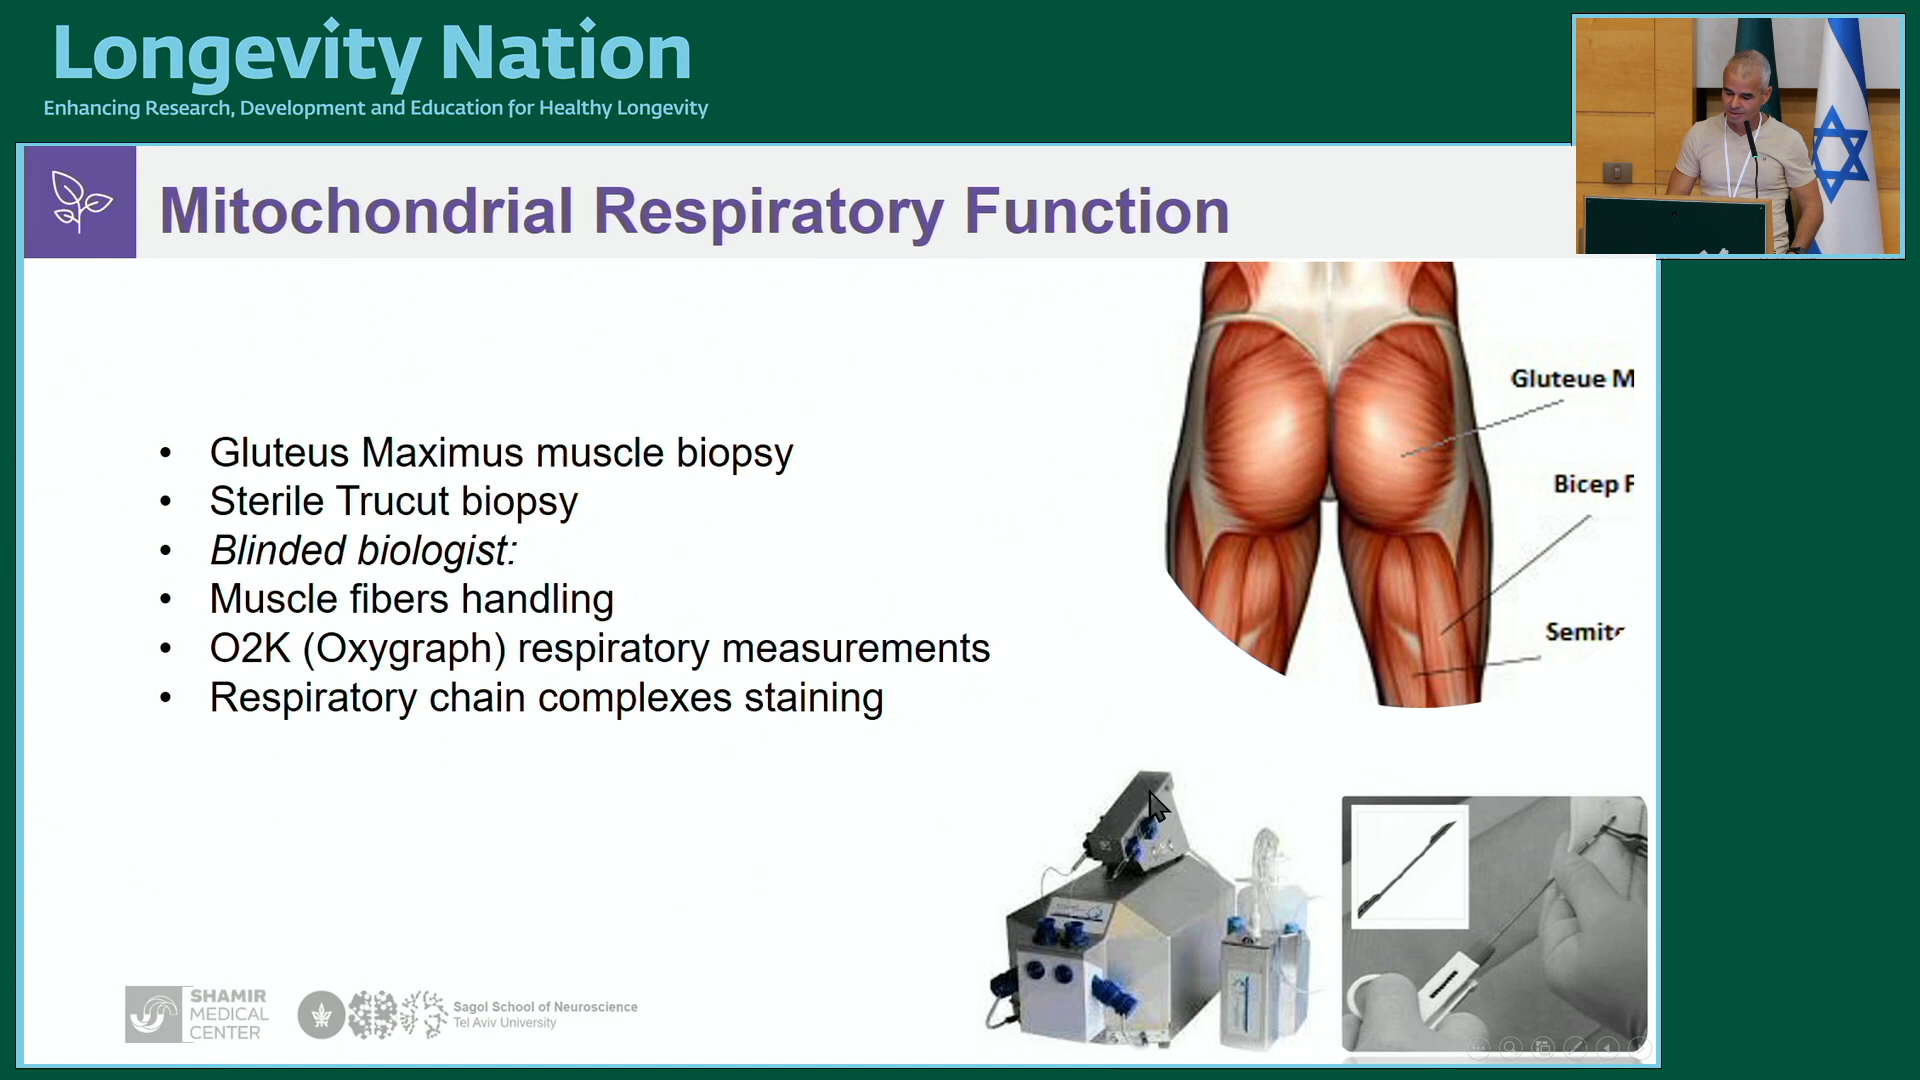 Longevity Nation
Enhancing Research, Development and Education for Healthy Longevity
Mitochondrial Respiratory Function
Gluteue M
Bicep F
Semit
• Gluteus Maximus muscle biopsy
• Sterile Trucut biopsy
• Blinded biologist:
• Muscle fibers handling
• O2K (Oxygraph) respiratory measurements
• Respiratory chain complexes staining
SHAMIR
MEDICAL
CENTER
Sagol School of Neuroscience
Tel Aviv University